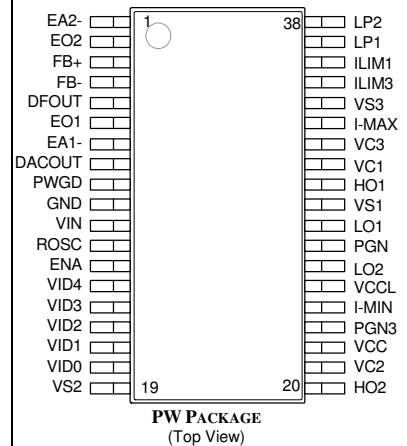 EA2- 1 38 LP2
EO2 LP1
FB+ ILIM1
FB- ILIM3
DFOUT VS3
EO1 I-MAX
EA1- VC3
DACOUT VC1
PWGD HO1
GND VS1
VIN LO1
ROSC PGN
ENA LO2
VID4 VCCL
VID3 I-MIN
VID2 PGN3
VID1 VCC
VID0 VC2
VS2 19 20 HO2
PW PACKAGE
(Top View)